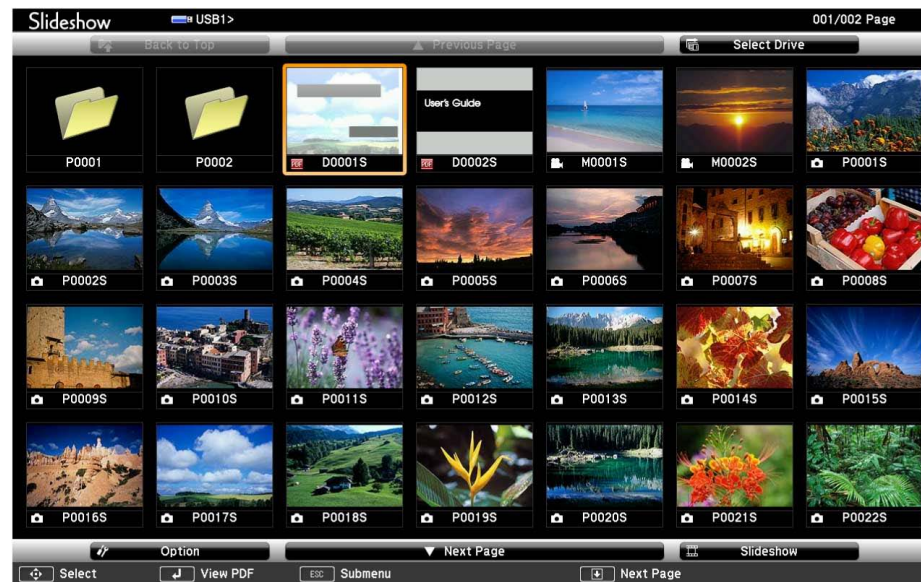 Slideshow USB1> 001/002 Page
Back to Top Previous Page Select Drive
User's Guide
P0001 P0002 PDF D0001S PDF D0002S M0001S M0002S P0001S
P0002S P0003S P0004S P0005S P0006S P0007S P0008S
P0009S P0010S P0011S P0012S P0013S P0014S P0015S
P0016S P0017S P0018S P0019S P0020S P0021S P0022S
Option Next Page Slideshow
Select View PDF ESC Submenu Next Page